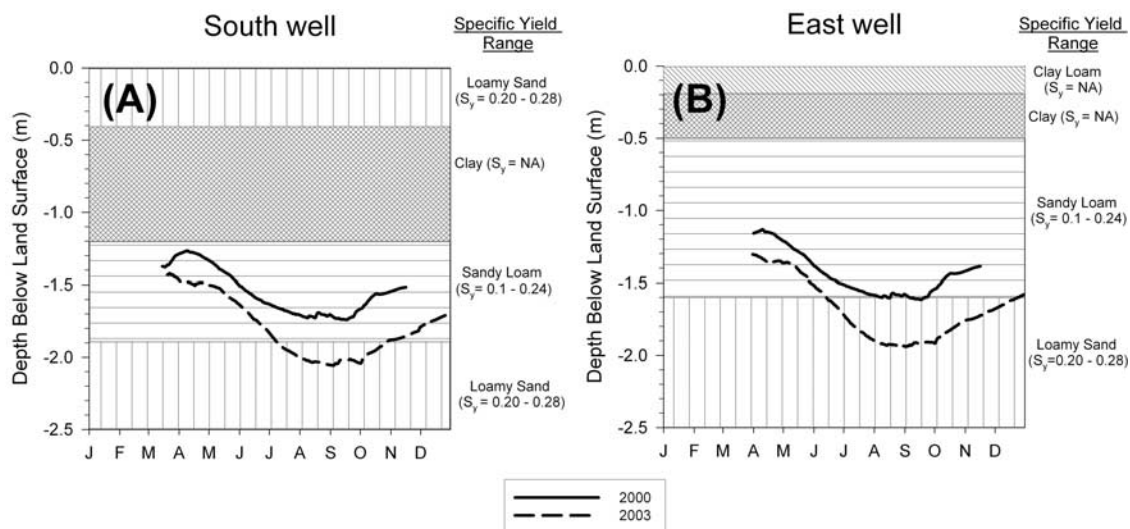 South well
Specific Yield
Range
(A)
0.0
-0.5
-1.0
-1.5
-2.0
-2.5
Depth Below Land Surface (m)
Loamy Sand
(Sy = 0.20 - 0.28)
Clay (Sy = NA)
Sandy Loam
(Sy = 0.1 - 0.24)
Loamy Sand
(Sy = 0.20 - 0.28)
J F M A M J J A S O N D
East well
Specific Yield
Range
(B)
0.0
-0.5
-1.0
-1.5
-2.0
-2.5
Depth Below Land Surface (m)
Clay Loam
(Sy = NA)
Clay (Sy = NA)
Sandy Loam
(Sy = 0.1 - 0.24)
Loamy Sand
(Sy=0.20 - 0.28)
J F M A M J J A S O N D
2000
2003